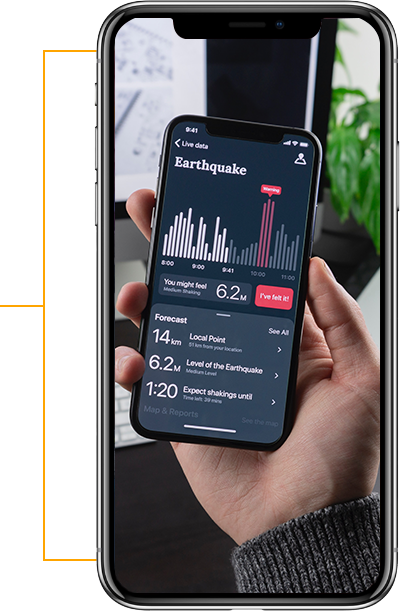 9:41
Live data
Earthquake
Warning
8:00 9:00 9:41 10:00 11:00
You might feel
Medium Shaking
6.2 M
I've felt it!
Forecast
See All
14 km
Local Point
51 km from your location
6.2 M
Level of the Earthquake
Medium Level
1:20
Expect shakings until
Time left: 39 mins
Map & Reports
See the map